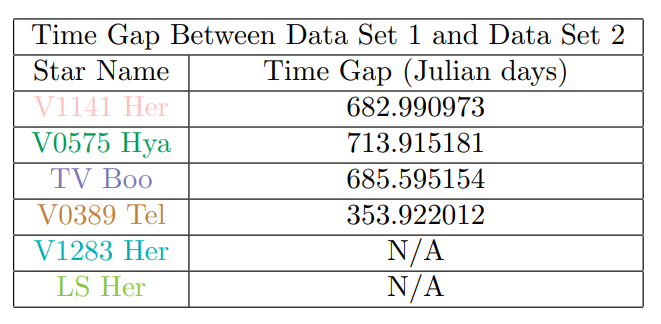 Time Gap Between Data Set 1 and Data Set 2
Star Name Time Gap (Julian days)
V1141 Her 682.990973
V0575 Hya 713.915181
TV Boo 685.595154
V0389 Tel 353.922012
V1283 Her N/A
LS Her N/A